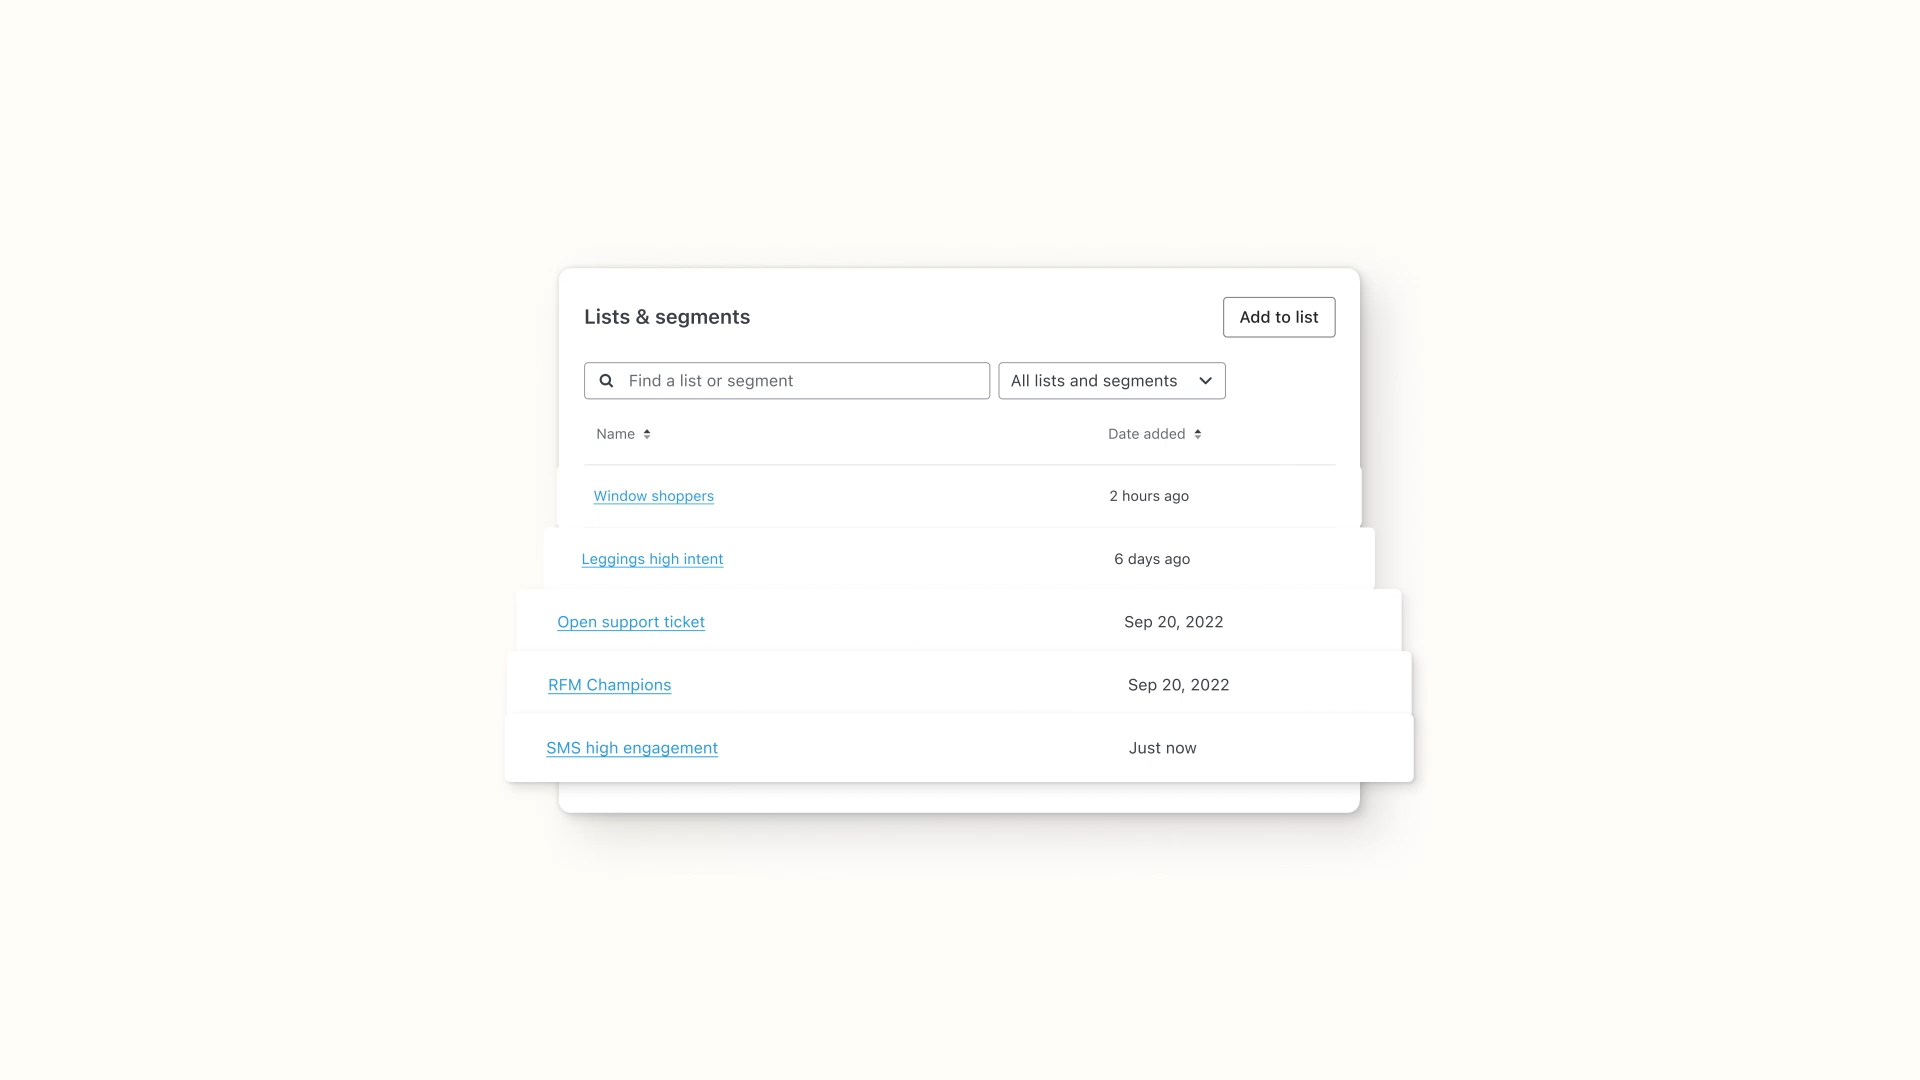 Lists & segments
Add to list
Find a list or segment
All lists and segments
Name
Date added
Window shoppers
2 hours ago
Leggings high intent
6 days ago
Open support ticket
Sep 20, 2022
RFM Champions
Sep 20, 2022
SMS high engagement
Just now